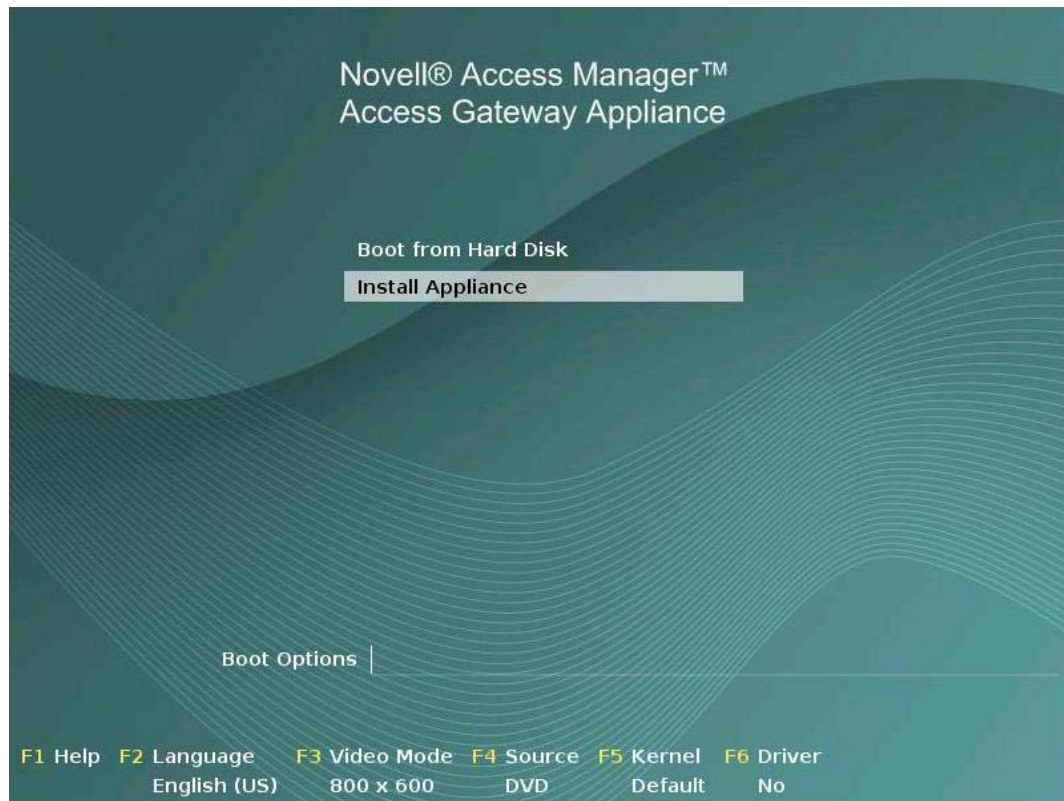 Novell® Access Manager™
Access Gateway Appliance
Boot from Hard Disk
Install Appliance
Boot Options
F1 Help F2 Language F3 Video Mode F4 Source F5 Kernel F6 Driver
English (US) 800 x 600 DVD Default No